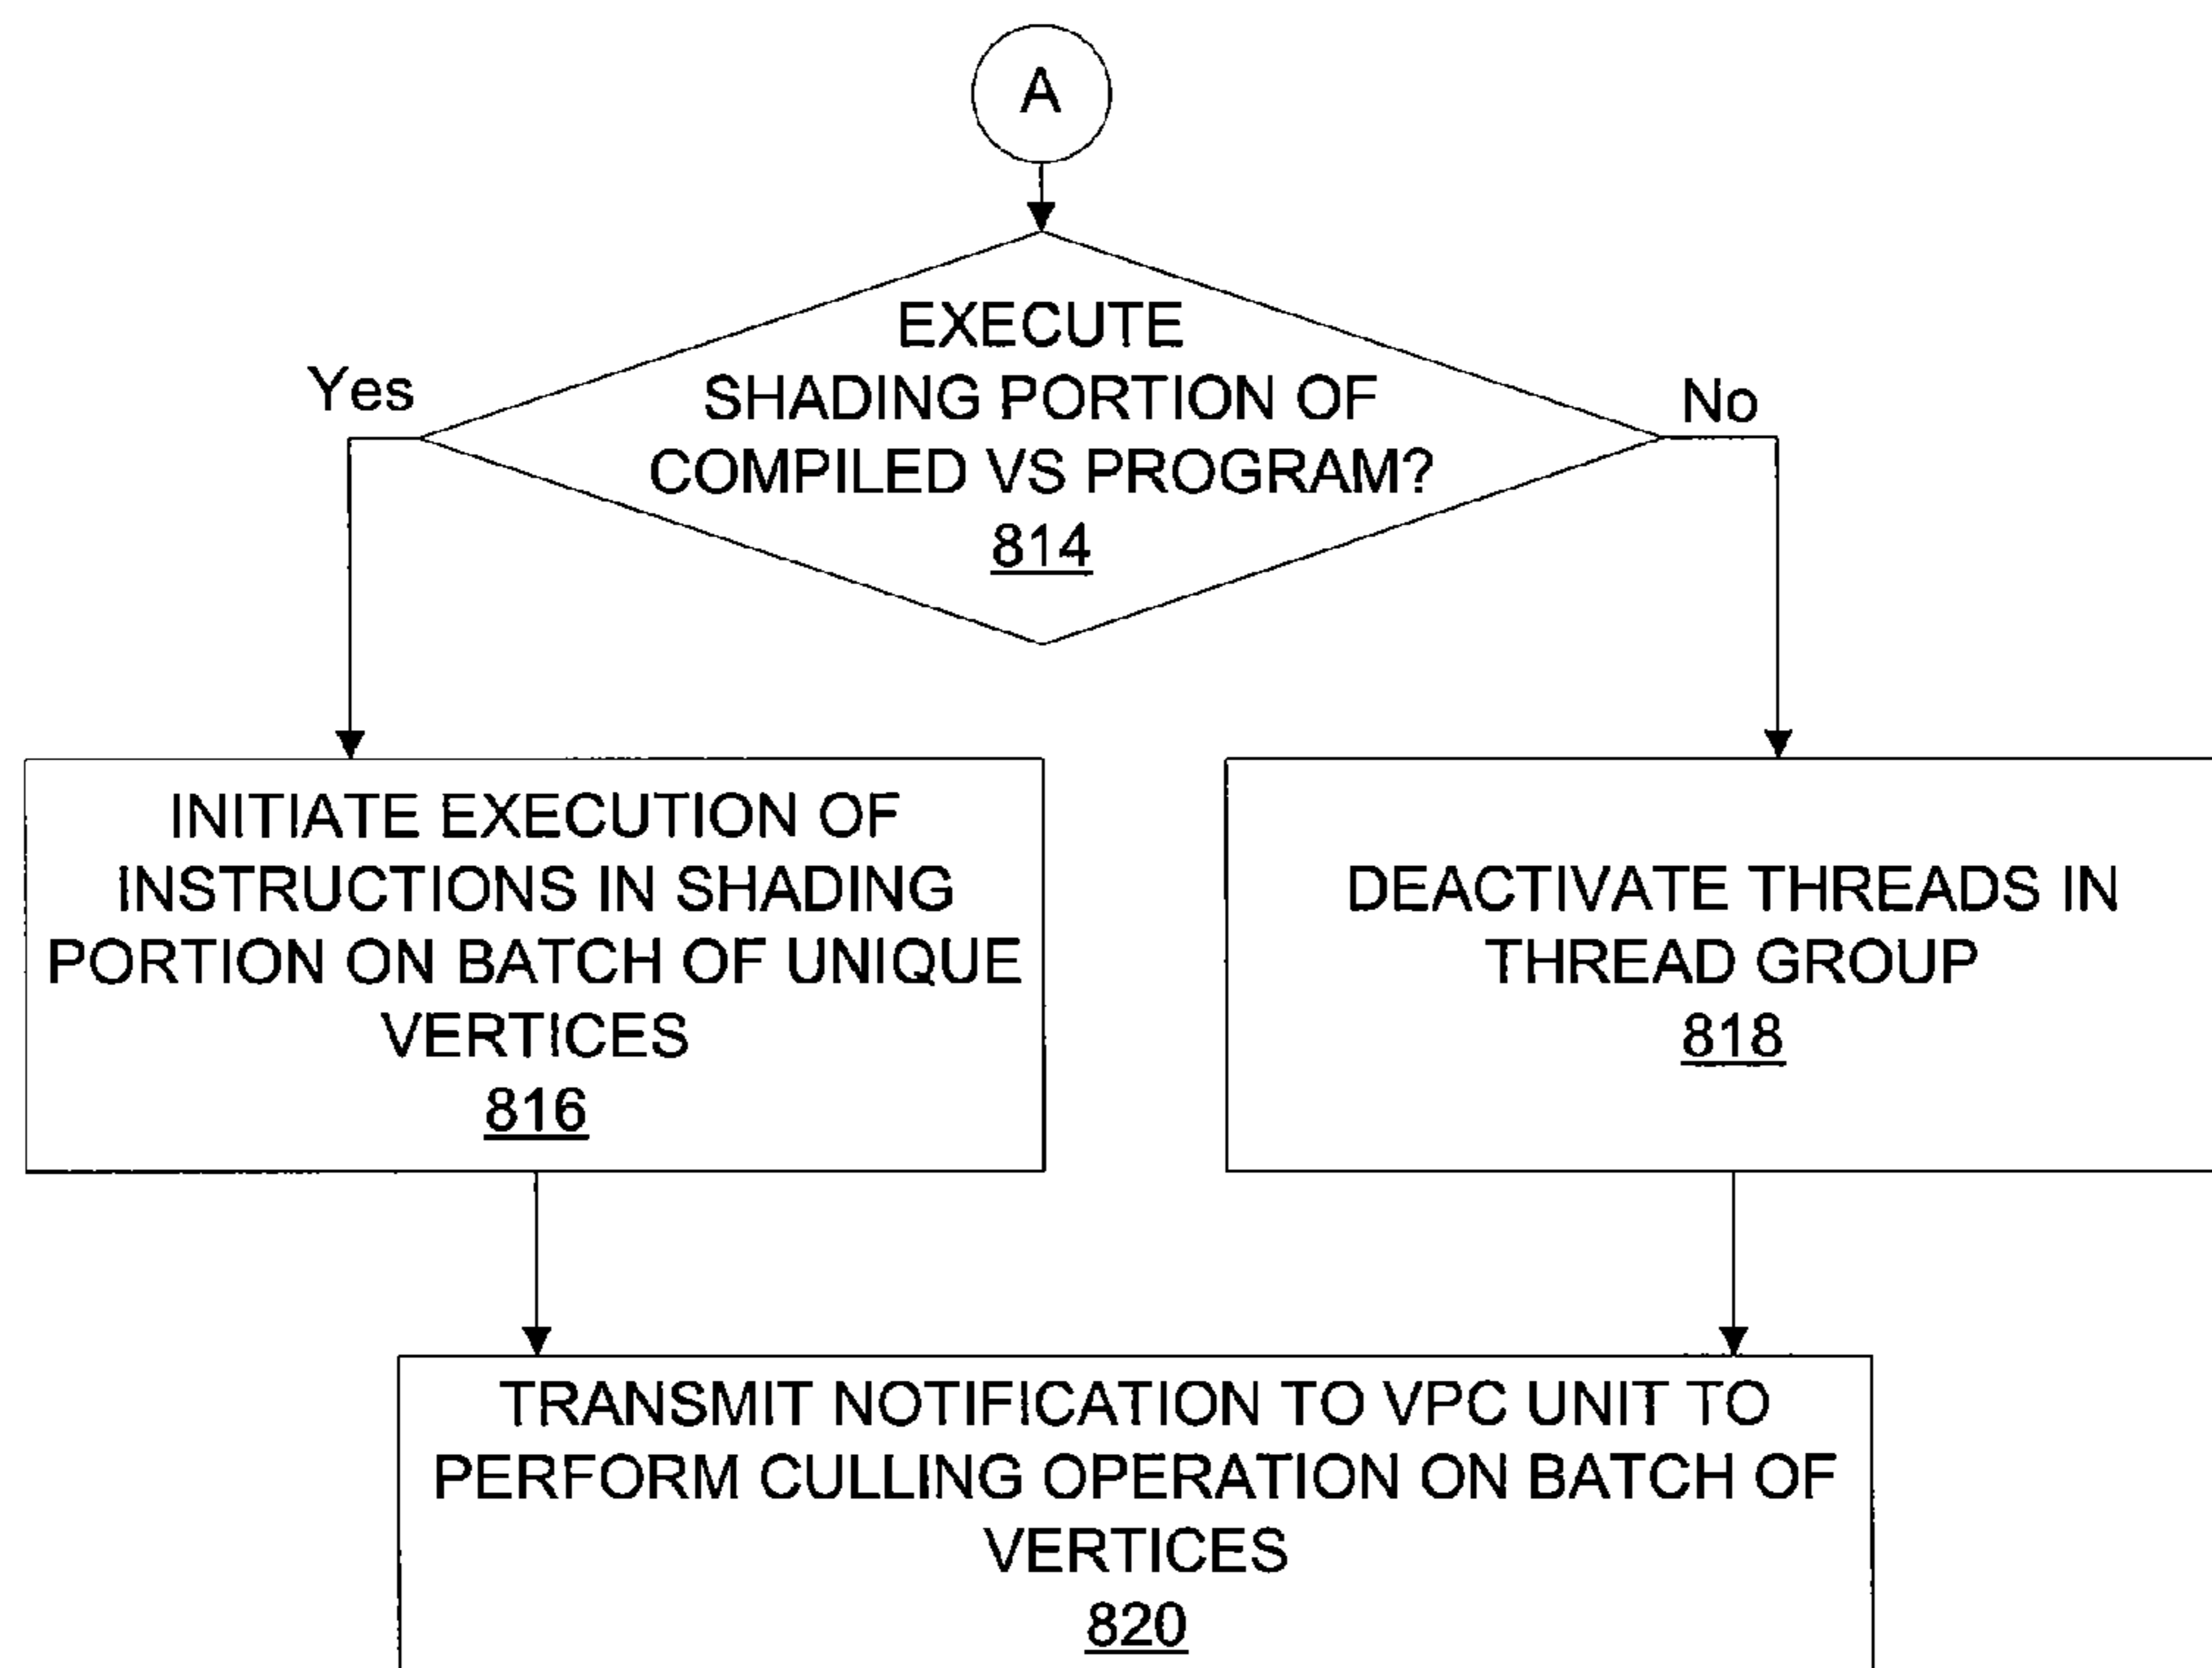 A
EXECUTE
SHADING PORTION OF
COMPILED VS PROGRAM?
814
Yes
No
INITIATE EXECUTION OF
INSTRUCTIONS IN SHADING
PORTION ON BATCH OF UNIQUE
VERTICES
816
DEACTIVATE THREADS IN
THREAD GROUP
818
TRANSMIT NOTIFICATION TO VPC UNIT TO
PERFORM CULLING OPERATION ON BATCH OF
VERTICES
820